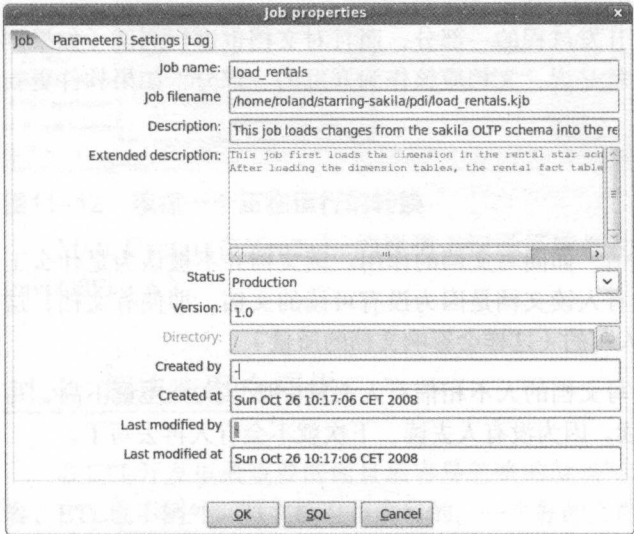 Job properties
Job Parameters Settings Log
Job name: load_rentals
Job filename /home/roland/starring-sakila/pdi/load_rentals.kjb
Description: This job loads changes from the sakila OLTP schema into the re
Extended description: This job first loads the dimension in the rental star sch
After loading the dimension tables, the rental fact table
Status Production
Version: 1.0
Directory: /
Created by -
Created at Sun Oct 26 10:17:06 CET 2008
Last modified by
Last modified at Sun Oct 26 10:17:06 CET 2008
OK SQL Cancel